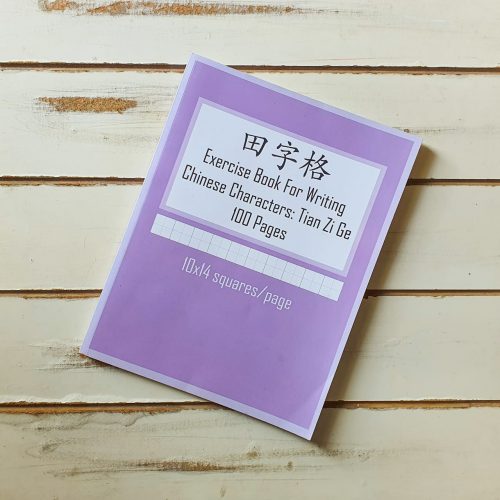 田字格
Exercise Book For Writing
Chinese Characters: Tian Zi Ge
100 Pages
10x14 squares/page